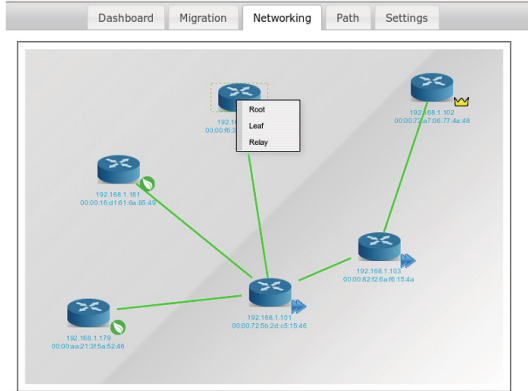 Dashboard Migration Networking Path Settings
Root
Leaf
Relay
192.168.1.102
192.168.1.161
00:00:16:d1:61:6a:65:49
192.168.1.103
00:00:82:f2:6a:f6:15:4a
192.168.1.101
00:00:72:5b:2d:c5:15:46
192.168.1.179
00:00:aa:21:3f:5a:52:46